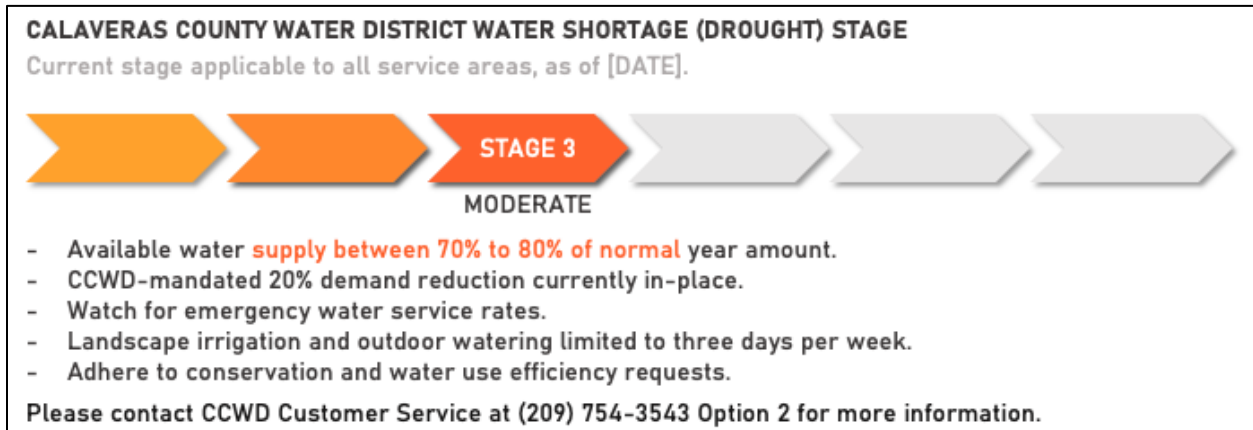 CALAVERAS COUNTY WATER DISTRICT WATER SHORTAGE (DROUGHT) STAGE
Current stage applicable to all service areas, as of [DATE].
STAGE 3
MODERATE
- Available water supply between 70% to 80% of normal year amount.
- CCWD-mandated 20% demand reduction currently in-place.
- Watch for emergency water service rates.
- Landscape irrigation and outdoor watering limited to three days per week.
- Adhere to conservation and water use efficiency requests.
Please contact CCWD Customer Service at (209) 754-3543 Option 2 for more information.